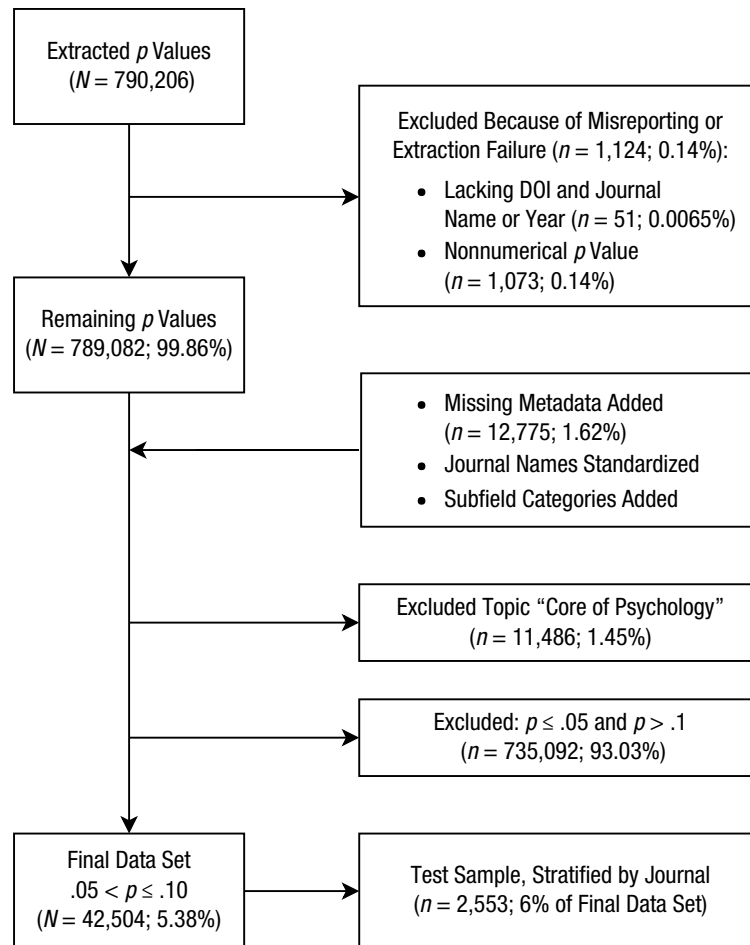 Extracted p Values
(N = 790,206)
Excluded Because of Misreporting or
Extraction Failure (n = 1,124; 0.14%):
• Lacking DOI and Journal
Name or Year (n = 51; 0.0065%)
• Nonnumerical p Value
(n = 1,073; 0.14%)
Remaining p Values
(N = 789,082; 99.86%)
• Missing Metadata Added
(n = 12,775; 1.62%)
• Journal Names Standardized
• Subfield Categories Added
Excluded Topic “Core of Psychology”
(n = 11,486; 1.45%)
Excluded: p ≤ .05 and p > .1
(n = 735,092; 93.03%)
Final Data Set
.05 < p ≤ .10
(N = 42,504; 5.38%)
Test Sample, Stratified by Journal
(n = 2,553; 6% of Final Data Set)